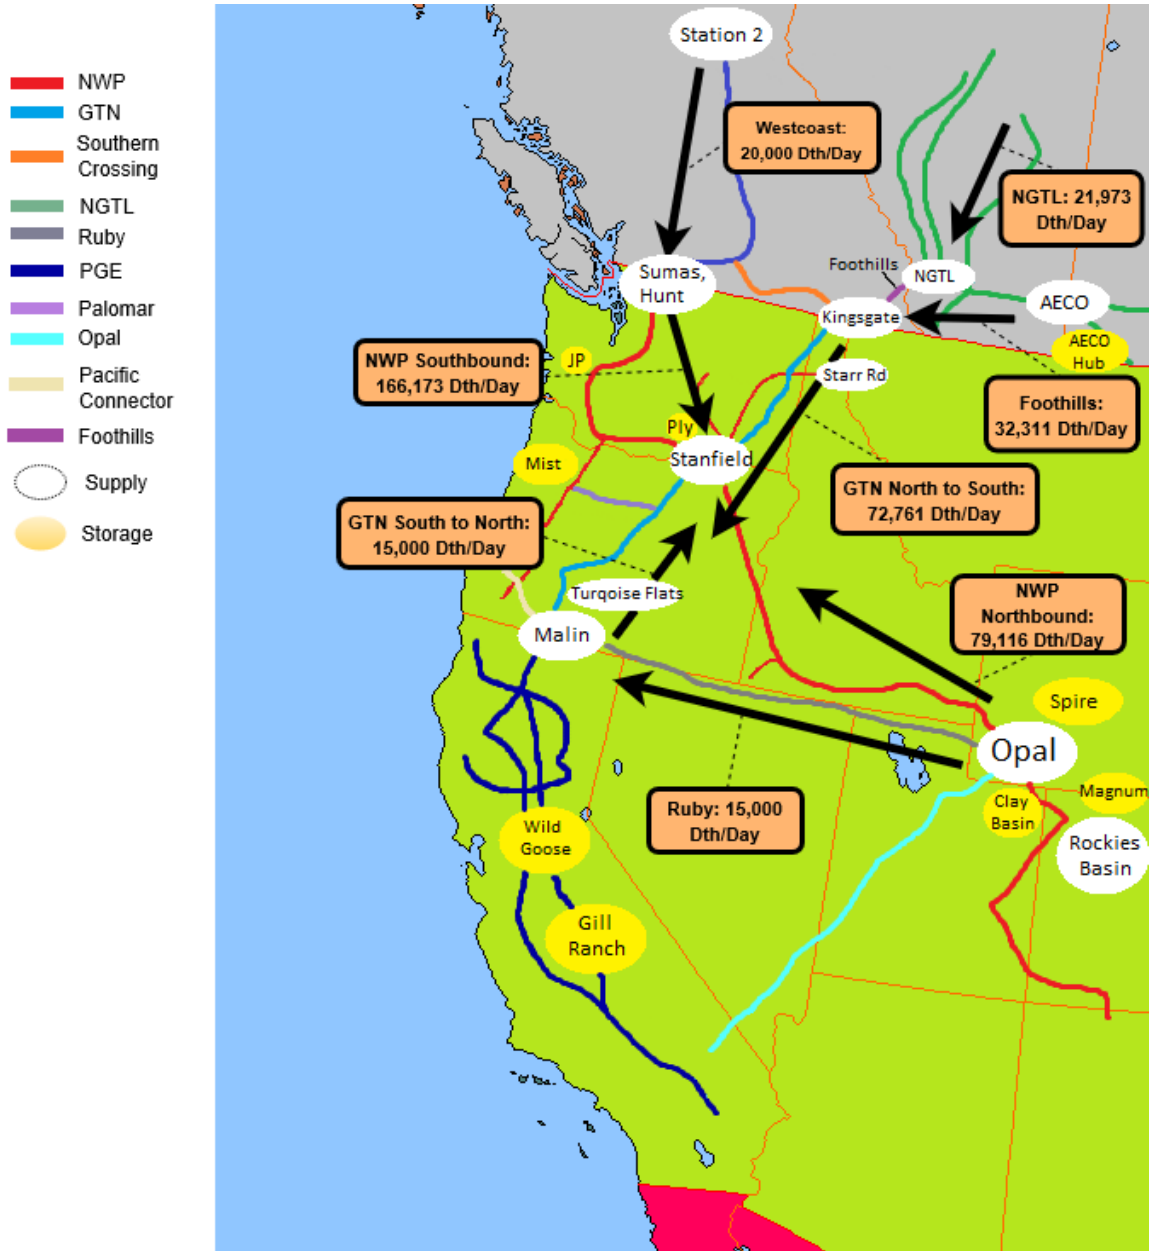 NWP
GTN
Southern
Crossing
NGTL
Ruby
PGE
Palomar
Opal
Pacific
Connector
Foothills
Supply
Storage
Station 2
Westcoast:
20,000 Dth/Day
NGTL: 21,973
Dth/Day
Foothills
NGTL
Sumas,
Hunt
Kingsgate
AECO
AECO
Hub
NWP Southbound:
166,173 Dth/Day
JP
Starr Rd
Foothills:
32,311 Dth/Day
Ply
Stanfield
Mist
GTN North to South:
72,761 Dth/Day
GTN South to North:
15,000 Dth/Day
Turqoise Flats
NWP
Northbound:
79,116 Dth/Day
Malin
Spire
Opal
Ruby: 15,000
Dth/Day
Clay
Basin
Magnum
Rockies
Basin
Wild
Goose
Gill
Ranch